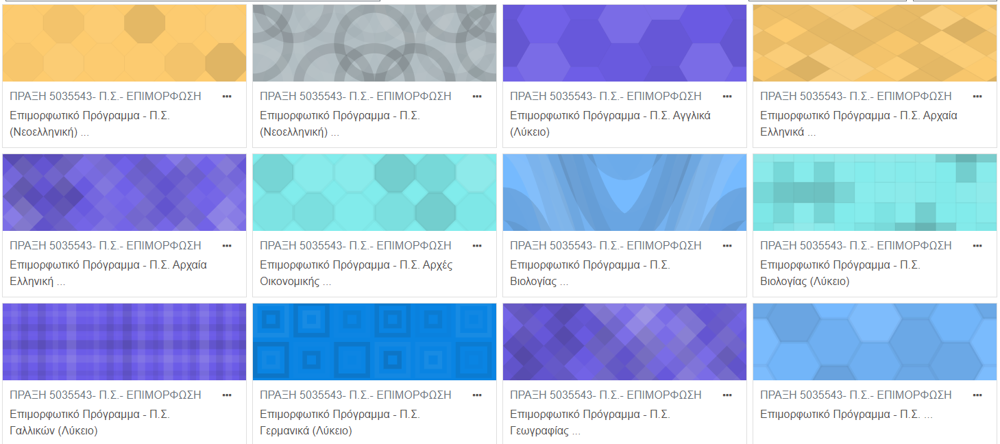 ΠΡΑΞΗ 5035543- Π.Σ.- ΕΠΙΜΟΡΦΩΣΗ
Επιμορφωτικό Πρόγραμμα - Π.Σ.
(Νεοελληνική) ...
ΠΡΑΞΗ 5035543- Π.Σ.- ΕΠΙΜΟΡΦΩΣΗ
Επιμορφωτικό Πρόγραμμα - Π.Σ.
(Νεοελληνική) ...
ΠΡΑΞΗ 5035543- Π.Σ.- ΕΠΙΜΟΡΦΩΣΗ
Επιμορφωτικό Πρόγραμμα - Π.Σ. Αγγλικά
(Λύκειο)
ΠΡΑΞΗ 5035543- Π.Σ.- ΕΠΙΜΟΡΦΩΣΗ
Επιμορφωτικό Πρόγραμμα - Π.Σ. Αρχαία
Ελληνικά ...
ΠΡΑΞΗ 5035543- Π.Σ.- ΕΠΙΜΟΡΦΩΣΗ
Επιμορφωτικό Πρόγραμμα - Π.Σ. Αρχαία
Ελληνική ...
ΠΡΑΞΗ 5035543- Π.Σ.- ΕΠΙΜΟΡΦΩΣΗ
Επιμορφωτικό Πρόγραμμα - Π.Σ. Αρχές
Οικονομικής ...
ΠΡΑΞΗ 5035543- Π.Σ.- ΕΠΙΜΟΡΦΩΣΗ
Επιμορφωτικό Πρόγραμμα - Π.Σ.
Βιολογίας ...
ΠΡΑΞΗ 5035543- Π.Σ.- ΕΠΙΜΟΡΦΩΣΗ
Επιμορφωτικό Πρόγραμμα - Π.Σ.
Βιολογίας (Λύκειο)
ΠΡΑΞΗ 5035543- Π.Σ.- ΕΠΙΜΟΡΦΩΣΗ
Επιμορφωτικό Πρόγραμμα - Π.Σ.
Γαλλικών (Λύκειο)
ΠΡΑΞΗ 5035543- Π.Σ.- ΕΠΙΜΟΡΦΩΣΗ
Επιμορφωτικό Πρόγραμμα - Π.Σ.
Γερμανικά (Λύκειο)
ΠΡΑΞΗ 5035543- Π.Σ.- ΕΠΙΜΟΡΦΩΣΗ
Επιμορφωτικό Πρόγραμμα - Π.Σ.
Γεωγραφίας ...
ΠΡΑΞΗ 5035543- Π.Σ.- ΕΠΙΜΟΡΦΩΣΗ
Επιμορφωτικό Πρόγραμμα - Π.Σ. ...